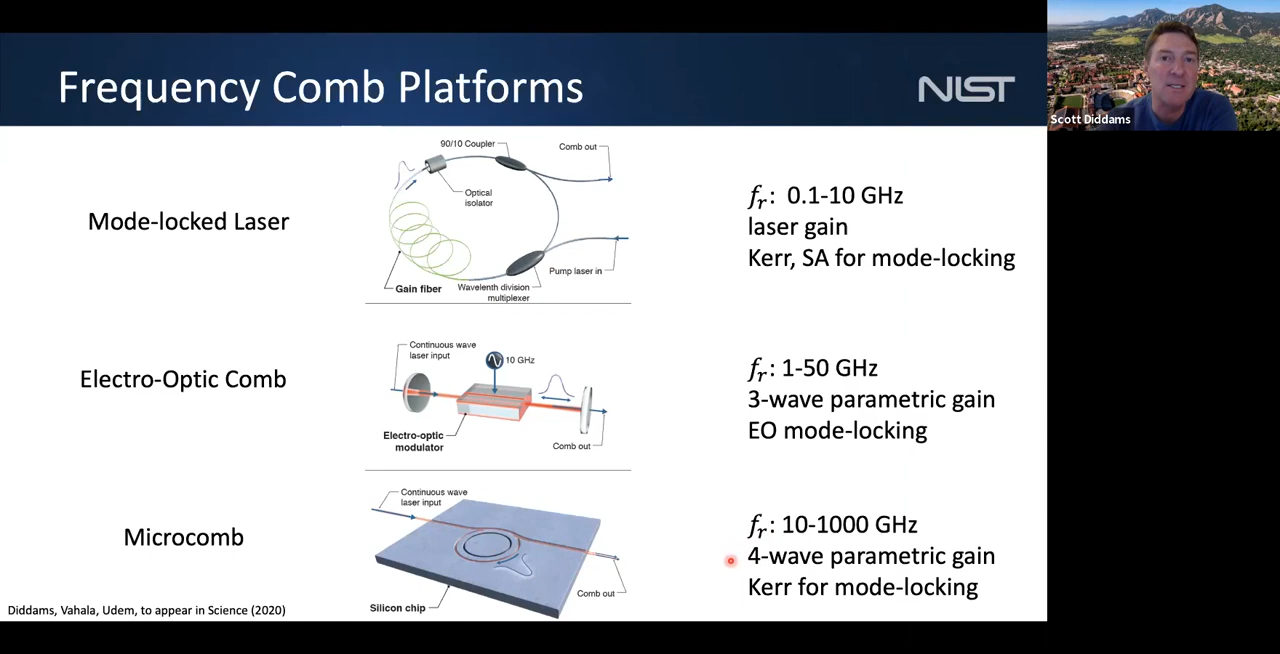 Frequency Comb Platforms
NIST
Scott Diddams
Mode-locked Laser
90/10 Coupler
Comb out
Optical
isolator
Pump laser in
Gain fiber
Wavelenth division
multiplexer
f_r: 0.1-10 GHz
laser gain
Kerr, SA for mode-locking
Electro-Optic Comb
Continuous wave
laser input
10 GHz
Electro-optic
modulator
Comb out
f_r: 1-50 GHz
3-wave parametric gain
EO mode-locking
Microcomb
Continuous wave
laser input
Comb out
Silicon chip
f_r: 10-1000 GHz
4-wave parametric gain
Kerr for mode-locking
Diddams, Vahala, Udem, to appear in Science (2020)